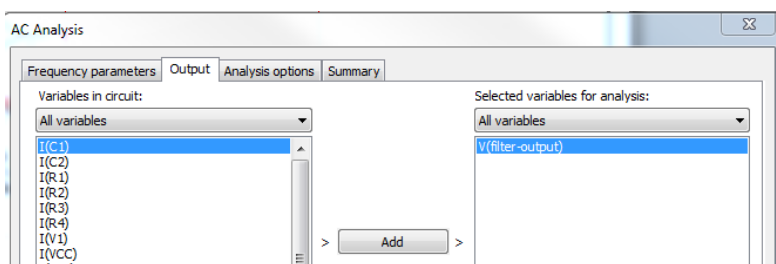 AC Analysis
Frequency parameters Output Analysis options Summary
Variables in circuit: Selected variables for analysis:
All variables All variables
I(C1) V(filter-output)
I(C2)
I(R1)
I(R2)
I(R3)
I(R4)
I(V1)
I(VCC)
> Add >